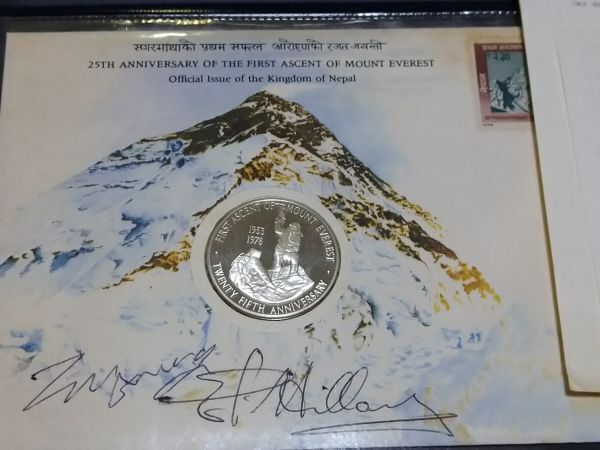 सगरमाथाको प्रथम सफल आरोहणको रजत जयन्ती
25TH ANNIVERSARY OF THE FIRST ASCENT OF MOUNT EVEREST
Official Issue of the Kingdom of Nepal
नेपाल
FIRST ASCENT OF MOUNT EVEREST
1953
1978
TWENTY FIFTH ANNIVERSARY
E P Hillary